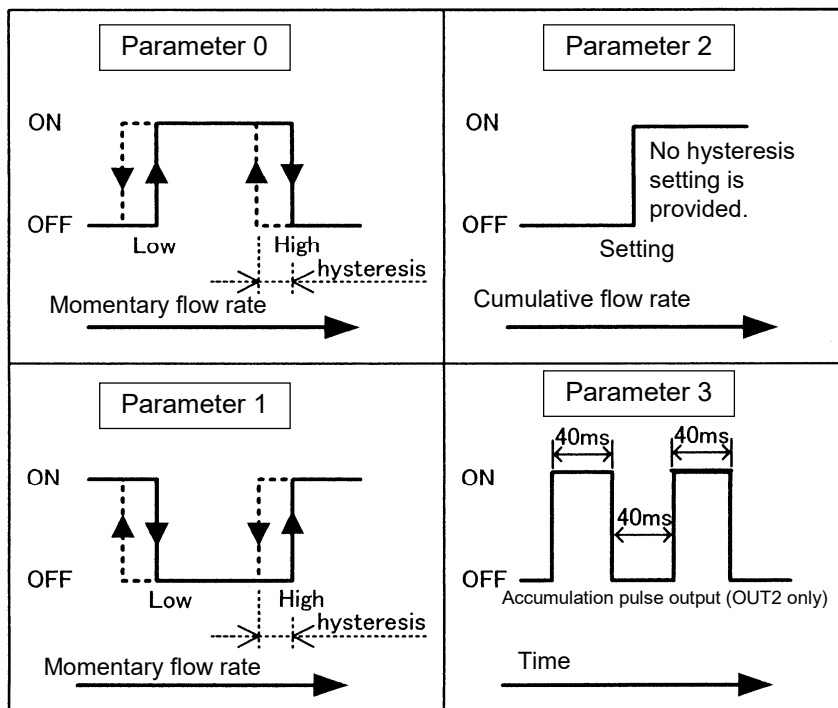 Parameter 0
ON
OFF
Low
High
hysteresis
Momentary flow rate
Parameter 2
ON
No hysteresis
setting is
provided.
OFF
Setting
Cumulative flow rate
Parameter 1
ON
OFF
Low
High
hysteresis
Momentary flow rate
Parameter 3
40ms
40ms
ON
40ms
OFF
Accumulation pulse output (OUT2 only)
Time